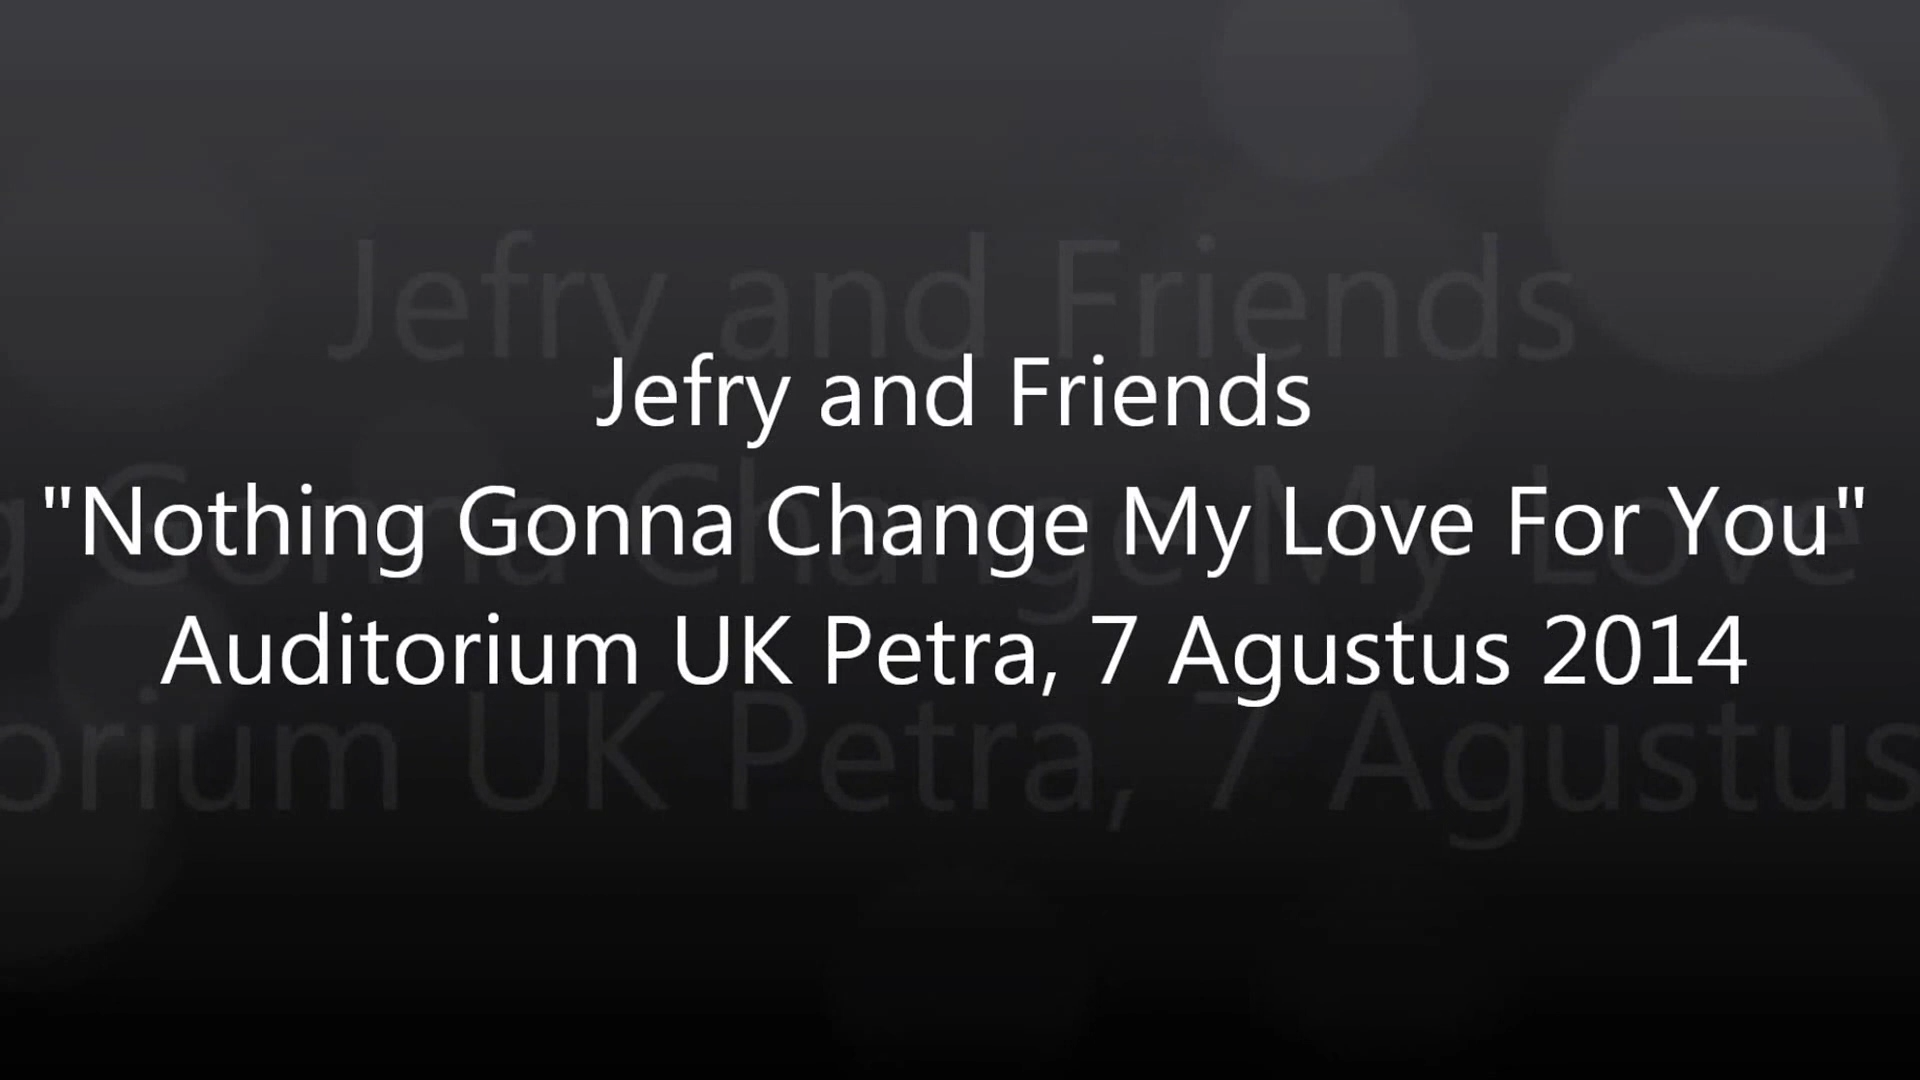 Jefry and Friends
"Nothing Gonna Change My Love For You"
Auditorium UK Petra, 7 Agustus 2014